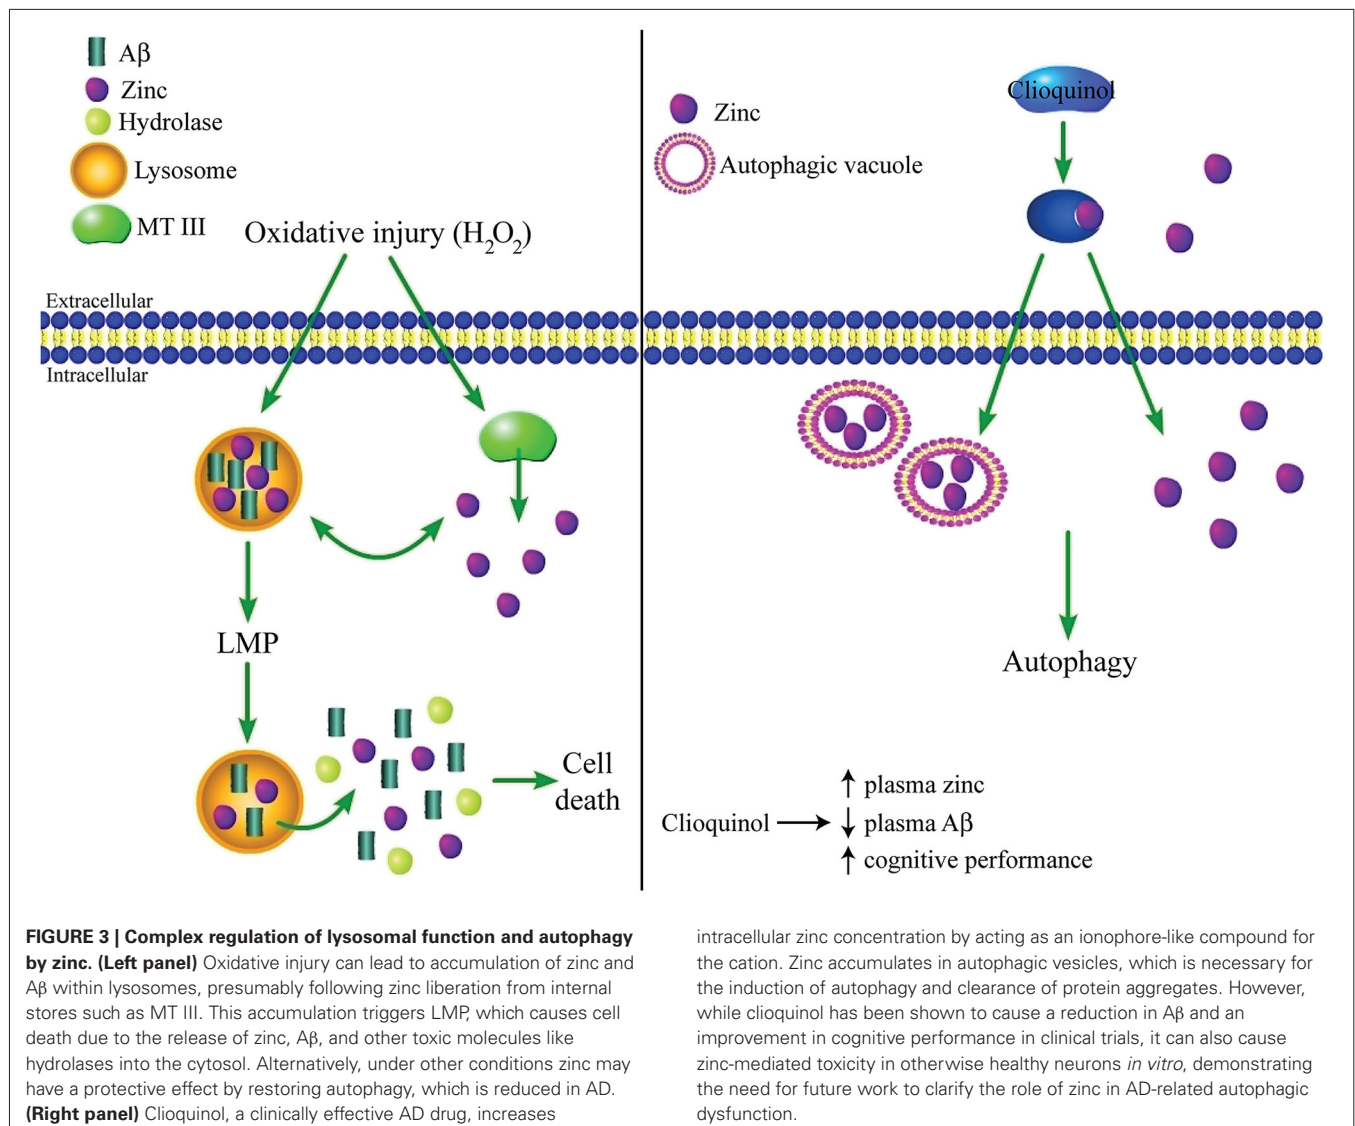 Aβ
Zinc
Hydrolase
Lysosome
MT III
Oxidative injury (H₂O₂)
Extracellular
Intracellular
LMP
Cell
death
Zinc
Autophagic vacuole
Clioquinol
Autophagy
Clioquinol
plasma zinc
plasma Aβ
cognitive performance
FIGURE 3 | Complex regulation of lysosomal function and autophagy
by zinc. (Left panel) Oxidative injury can lead to accumulation of zinc and
Aβ within lysosomes, presumably following zinc liberation from internal
stores such as MT III. This accumulation triggers LMP, which causes cell
death due to the release of zinc, Aβ, and other toxic molecules like
hydrolases into the cytosol. Alternatively, under other conditions zinc may
have a protective effect by restoring autophagy, which is reduced in AD.
(Right panel) Clioquinol, a clinically effective AD drug, increases
intracellular zinc concentration by acting as an ionophore-like compound for
the cation. Zinc accumulates in autophagic vesicles, which is necessary for
the induction of autophagy and clearance of protein aggregates. However,
while clioquinol has been shown to cause a reduction in Aβ and an
improvement in cognitive performance in clinical trials, it can also cause
zinc-mediated toxicity in otherwise healthy neurons in vitro, demonstrating
the need for future work to clarify the role of zinc in AD-related autophagic
dysfunction.